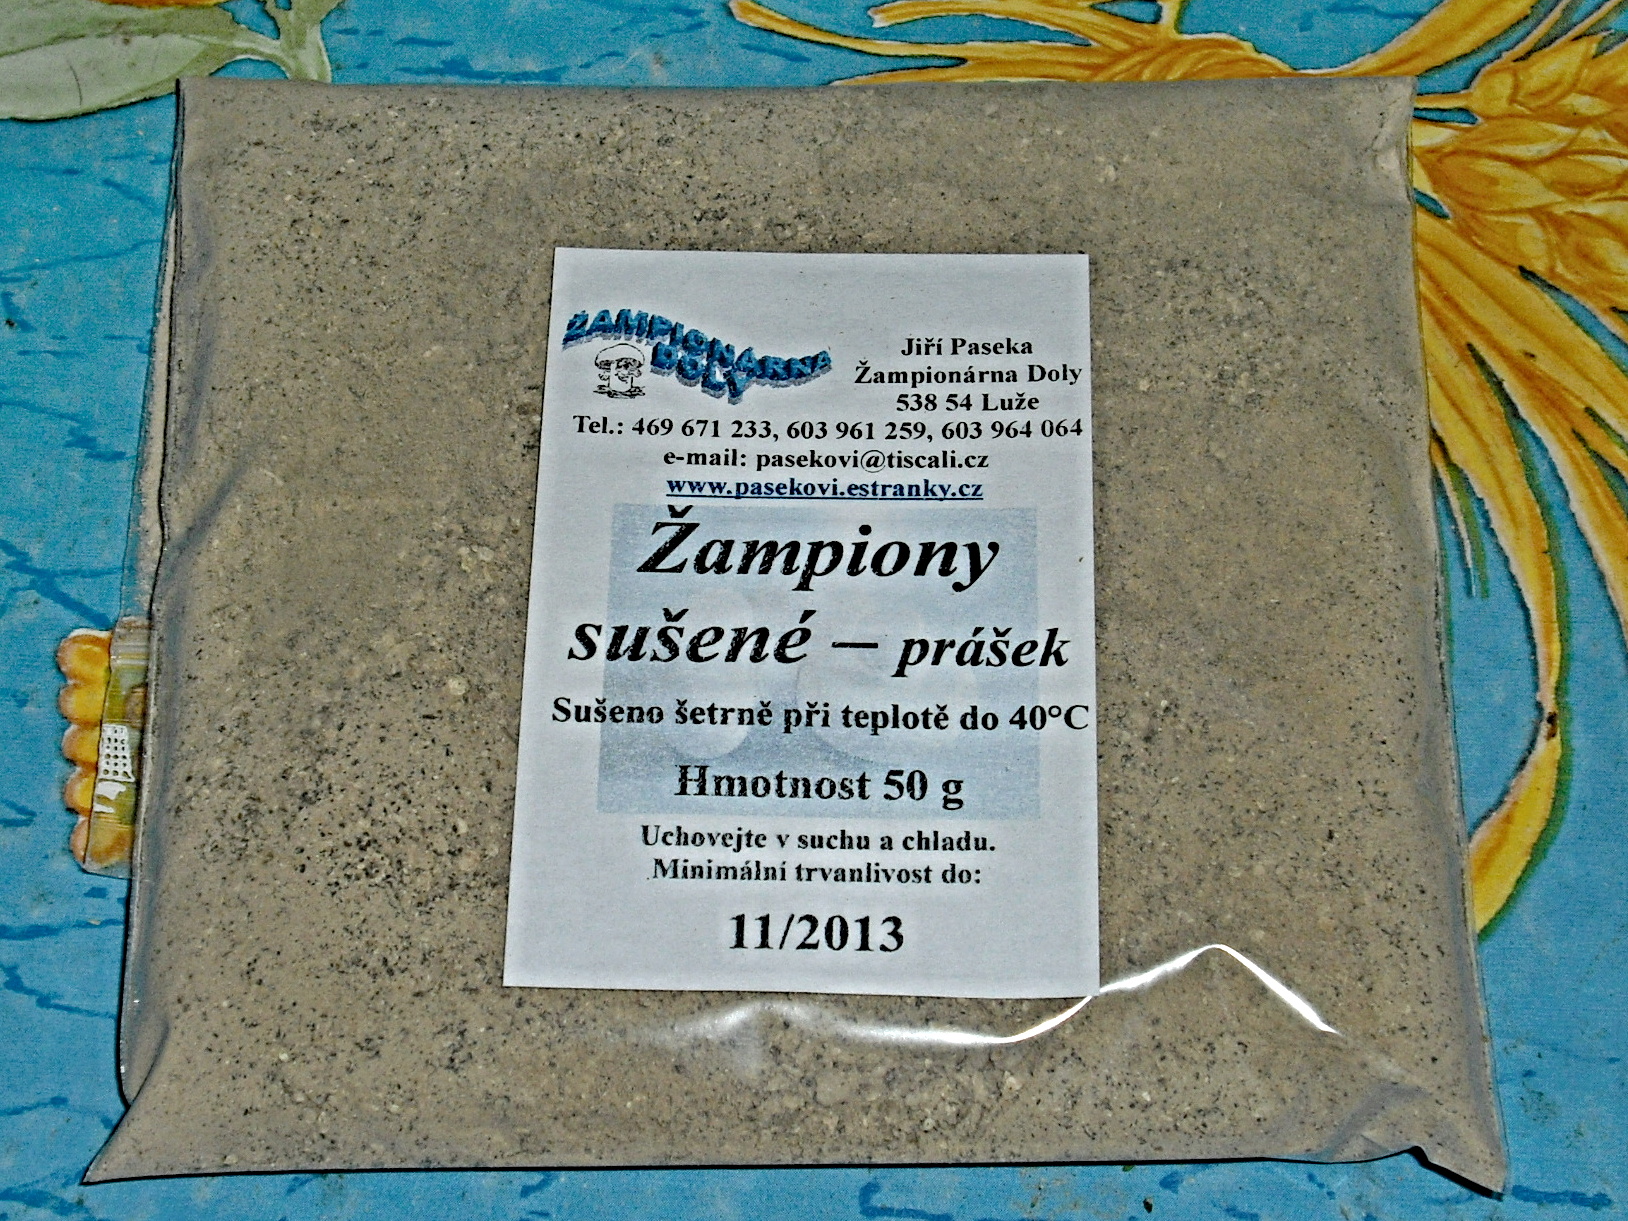 ŽAMPIONÁRNA
DOLY
Jiří Paseka
Žampionárna Doly
538 54 Luže
Tel.: 469 671 233, 603 961 259, 603 964 064
e-mail: pasekovi@tiscali.cz
www.pasekovi.estranky.cz
Žampiony
sušené – prášek
Sušeno šetrně při teplotě do 40°C
Hmotnost 50 g
Uchovejte v suchu a chladu.
Minimální trvanlivost do:
11/2013